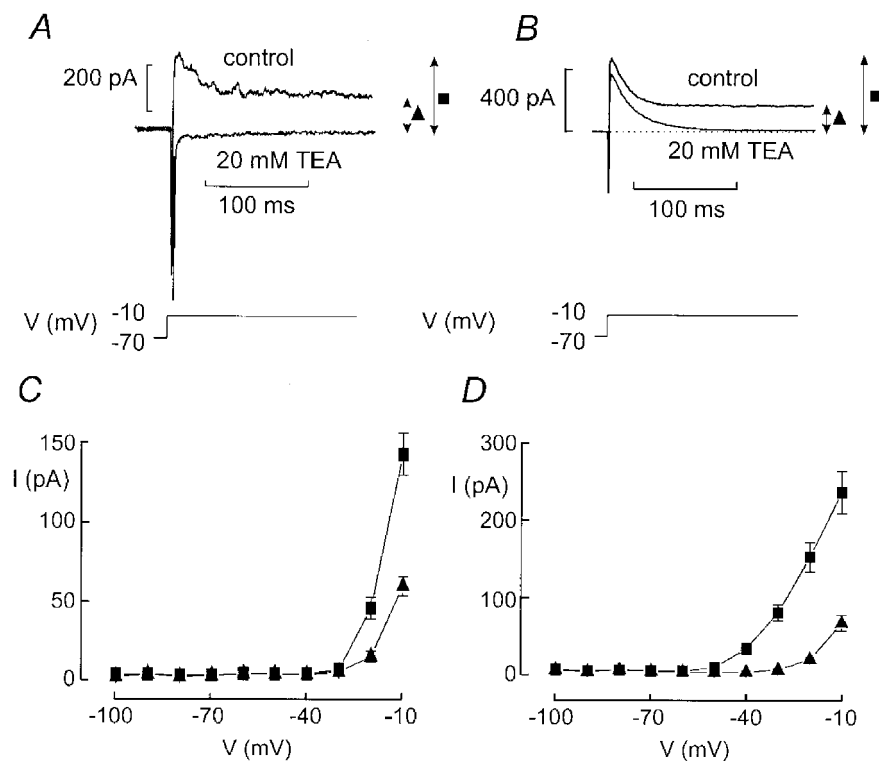 A
control
200 pA
20 mM TEA
100 ms
V (mV)
-10
-70
B
control
400 pA
20 mM TEA
100 ms
V (mV)
-10
-70
C
150
I (pA)
100
50
0
-100
-70
-40
-10
V (mV)
D
300
I (pA)
200
100
0
-100
-70
-40
-10
V (mV)